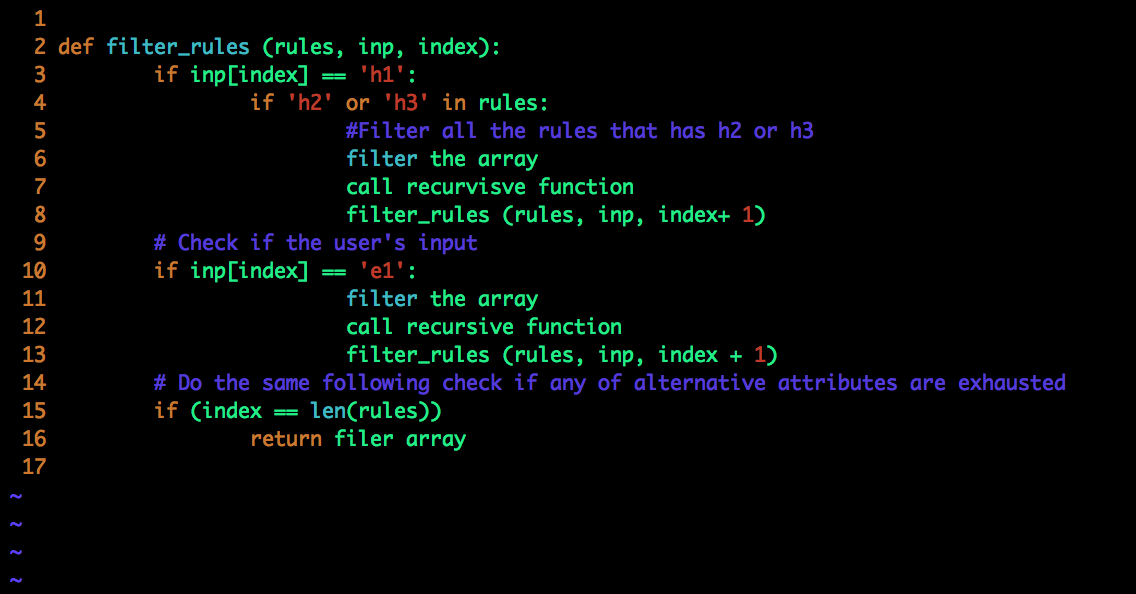 1
2 def filter_rules (rules, inp, index):
3 if inp[index] == 'h1':
4 if 'h2' or 'h3' in rules:
5 #Filter all the rules that has h2 or h3
6 filter the array
7 call recurvisve function
8 filter_rules (rules, inp, index+ 1)
9 # Check if the user's input
10 if inp[index] == 'e1':
11 filter the array
12 call recursive function
13 filter_rules (rules, inp, index + 1)
14 # Do the same following check if any of alternative attributes are exhausted
15 if (index == len(rules))
16 return filer array
17
~
~
~
~